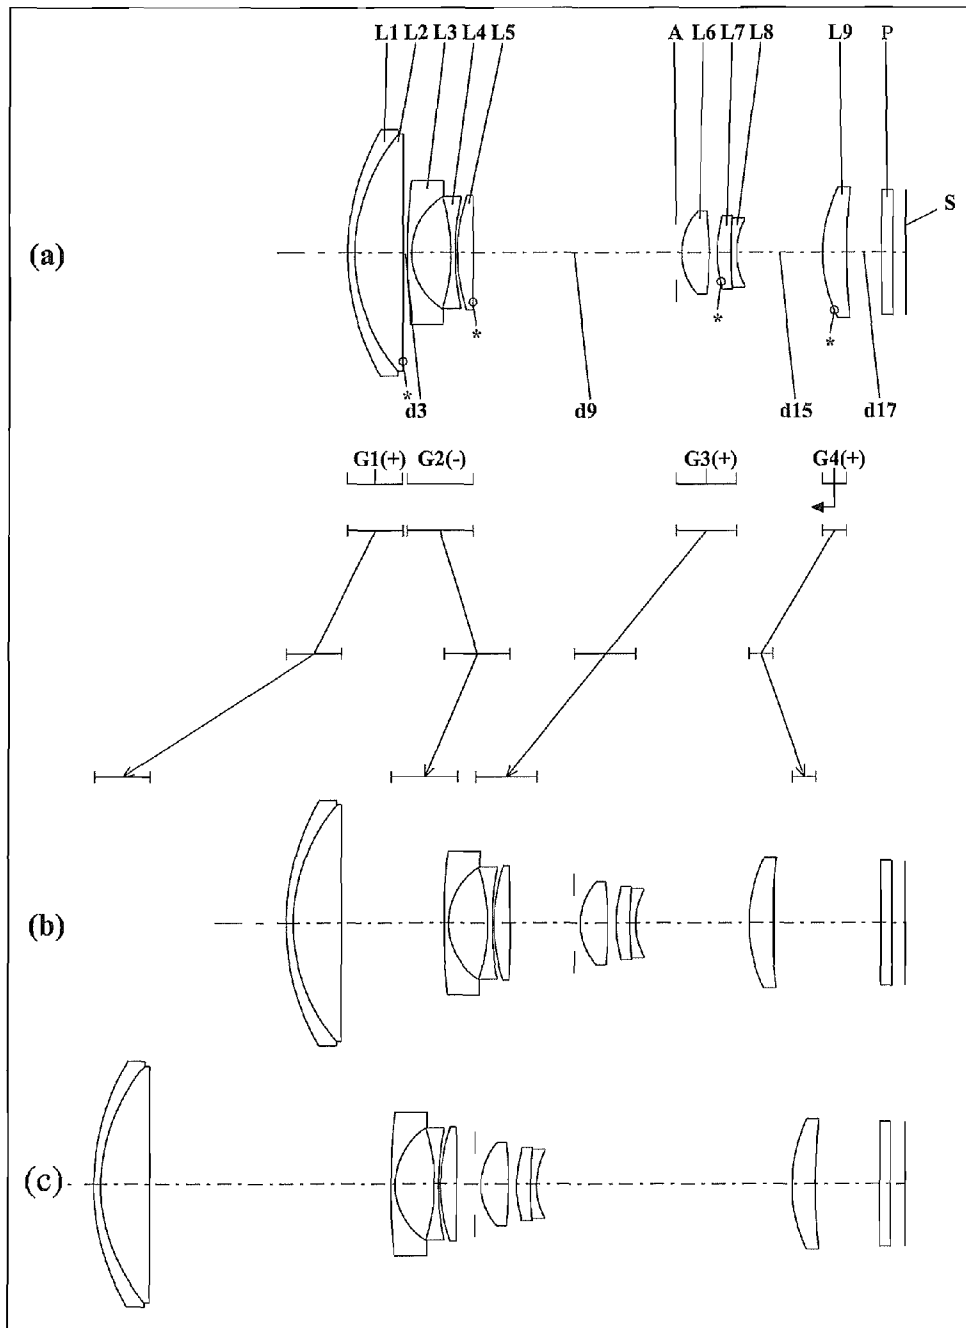 L1 L2 L3 L4 L5 A L6 L7 L8 L9 P
S
(a)
*
*
*
*
d3 d9 d15 d17
G1(+) G2(-) G3(+) G4(+)
(b)
(c)